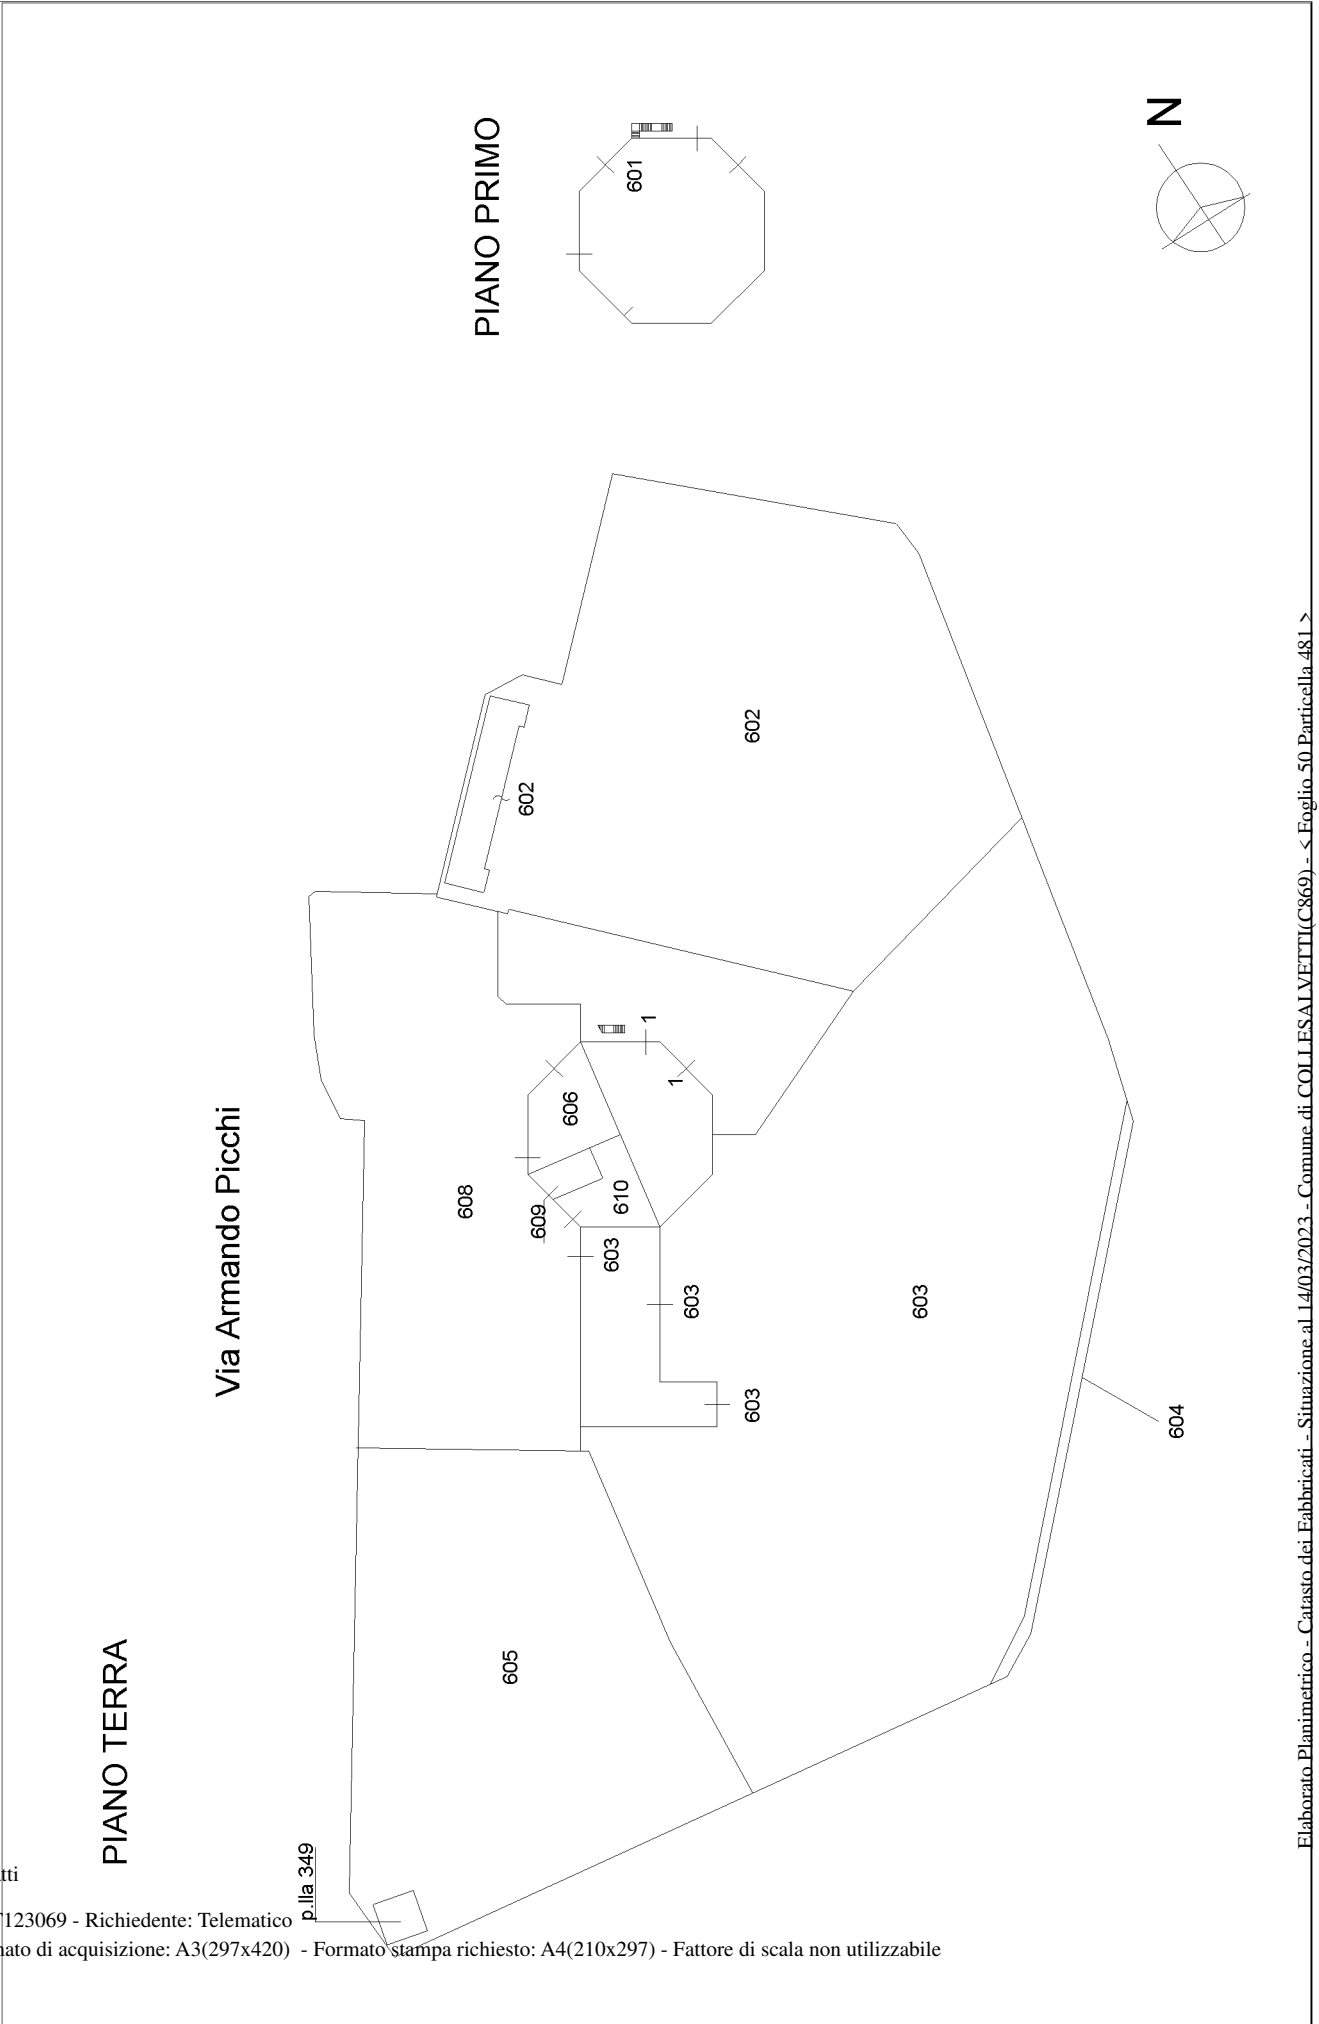 PIANO PRIMO
N
601
602
602
Via Armando Picchi
1
1
606
608
609
610
603
603
603
603
604
PIANO TERRA
605
p.lla 349
tti
T123069 - Richiedente: Telematico
mato di acquisizione: A3(297x420) - Formato stampa richiesto: A4(210x297) - Fattore di scala non utilizzabile
Elaborato Planimetrico - Catasto dei Fabbricati - Situazione al 14/03/2023 - Comune di COLLESALVETTI(C869) - < Foglio 50 Particella 481 >